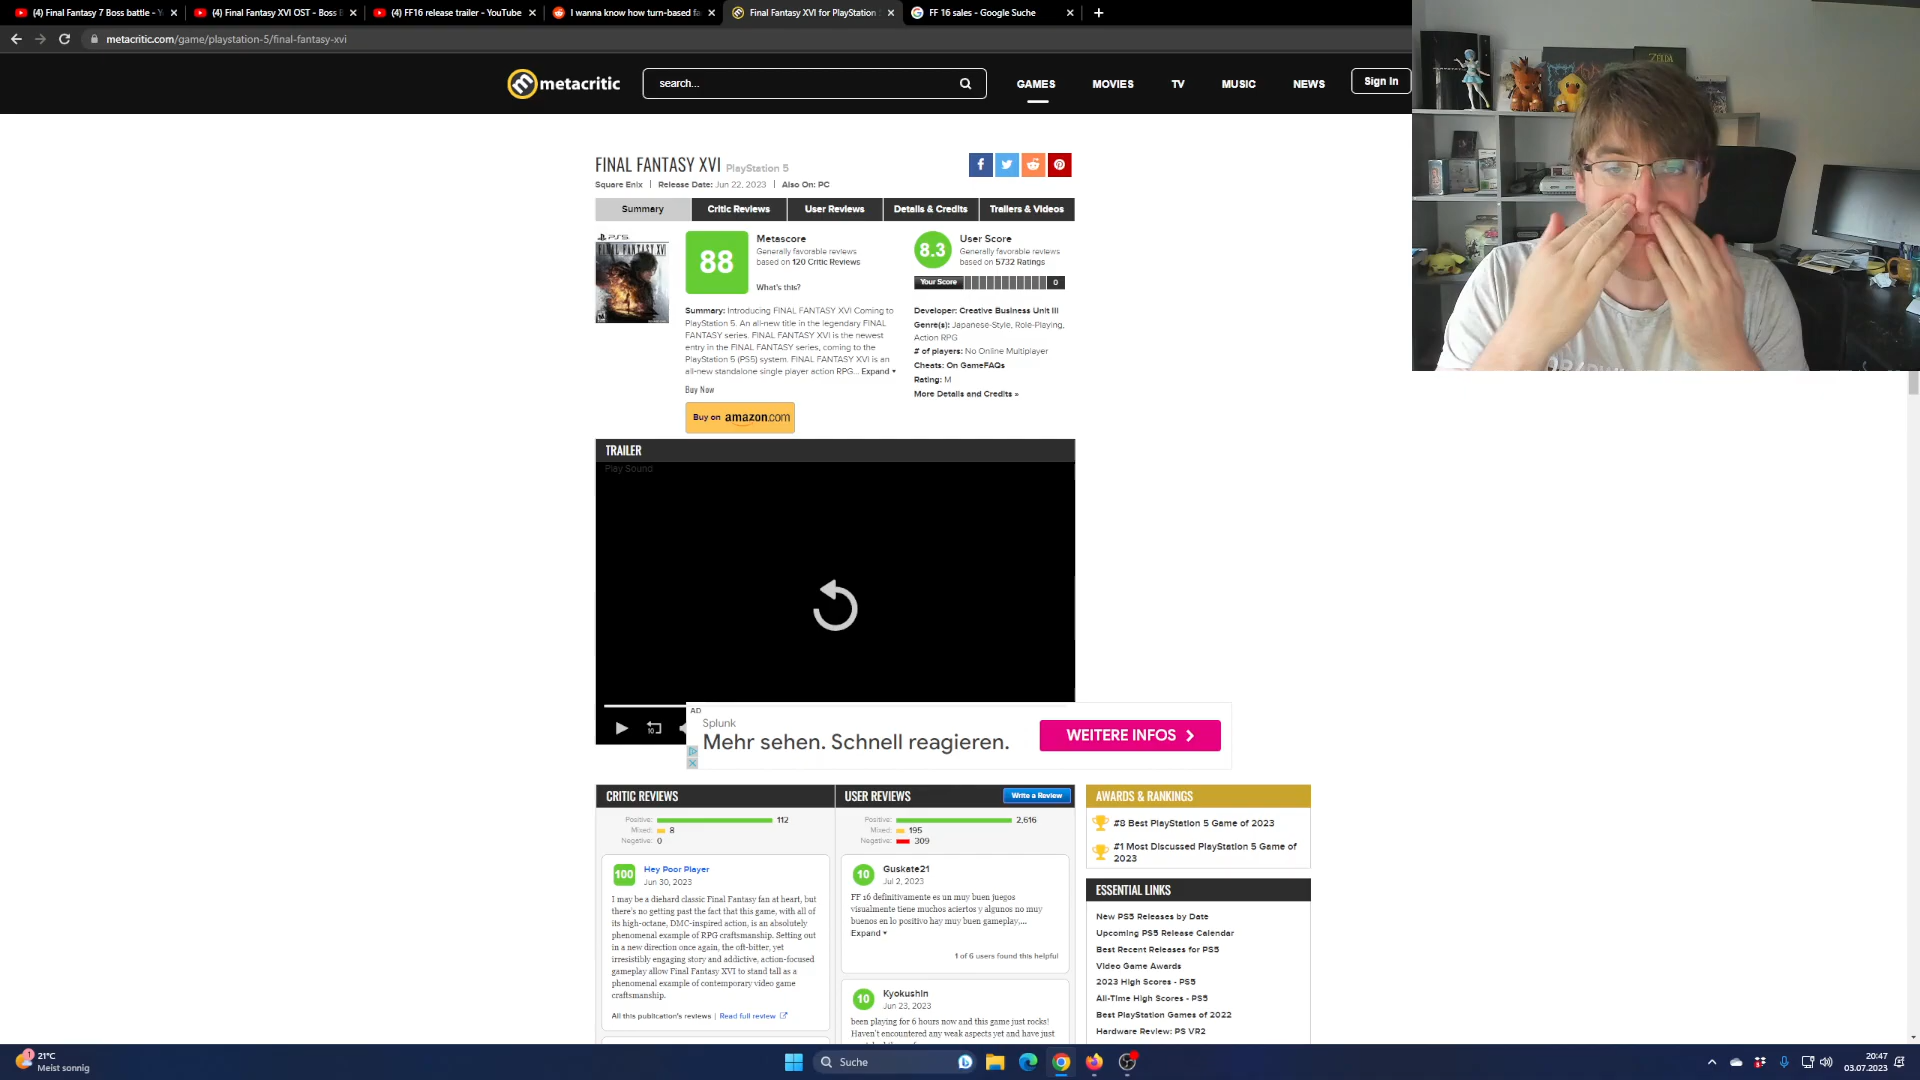 (4) Final Fantasy 7 Boss battle - Y
(4) Final Fantasy XVI OST - Boss B
(4) FF16 release trailer - YouTube
I wanna know how turn-based fa
Final Fantasy XVI for PlayStation
FF 16 sales - Google Suche
metacritic.com/game/playstation-5/final-fantasy-xvi
metacritic
search...
GAMES
MOVIES
TV
MUSIC
NEWS
Sign In
ZELDA
FINAL FANTASY XVI PlayStation 5
Square Enix | Release Date: Jun 22, 2023 | Also On: PC
Summary
Critic Reviews
User Reviews
Details & Credits
Trailers & Videos
PS5
FINAL FANTASY XVI
88
Metascore
Generally favorable reviews
based on 120 Critic Reviews
What's this?
8.3
User Score
Generally favorable reviews
based on 5732 Ratings
Your Score
0
Summary: Introducing FINAL FANTASY XVI Coming to
PlayStation 5. An all-new title in the legendary FINAL
FANTASY series. FINAL FANTASY XVI is the newest
entry in the FINAL FANTASY series, coming to the
PlayStation 5 (PS5) system. FINAL FANTASY XVI is an
all-new standalone single player action RPG... Expand
Buy Now
Buy on amazon.com
Developer: Creative Business Unit III
Genre(s): Japanese-Style, Role-Playing,
Action RPG
# of players: No Online Multiplayer
Cheats: On GameFAQs
Rating: M
More Details and Credits »
TRAILER
Play Sound
10
AD
Splunk
Mehr sehen. Schnell reagieren.
WEITERE INFOS
CRITIC REVIEWS
Positive: 112
Mixed: 8
Negative: 0
100
Hey Poor Player
Jun 30, 2023
I may be a diehard classic Final Fantasy fan at heart, but
there's no getting past the fact that this game, with all of
its high-octane, DMC-inspired action, is an absolutely
phenomenal example of RPG craftsmanship. Setting out
in a new direction once again, the oft-bitter, yet
irresistibly engaging story and addictive, action-focused
gameplay allow Final Fantasy XVI to stand tall as a
phenomenal example of contemporary video game
craftsmanship.
All this publication's reviews | Read full review
USER REVIEWS
Write a Review
Positive: 2,616
Mixed: 195
Negative: 309
10
Guskate21
Jul 2, 2023
FF 16 definitivamente es un muy buen juegos
visualmente tiene muchos aciertos y algunos no muy
buenos en lo positivo hay muy buen gameplay,...
Expand
1 of 6 users found this helpful
10
Kyokushin
Jun 23, 2023
been playing for 6 hours now and this game just rocks!
Haven't encountered any weak aspects yet and have just
AWARDS & RANKINGS
#8 Best PlayStation 5 Game of 2023
#1 Most Discussed PlayStation 5 Game of
2023
ESSENTIAL LINKS
New PS5 Releases by Date
Upcoming PS5 Release Calendar
Best Recent Releases for PS5
Video Game Awards
2023 High Scores - PS5
All-Time High Scores - PS5
Best PlayStation Games of 2022
Hardware Review: PS VR2
1
21°C
Meist sonnig
Suche
20:47
03.07.2023